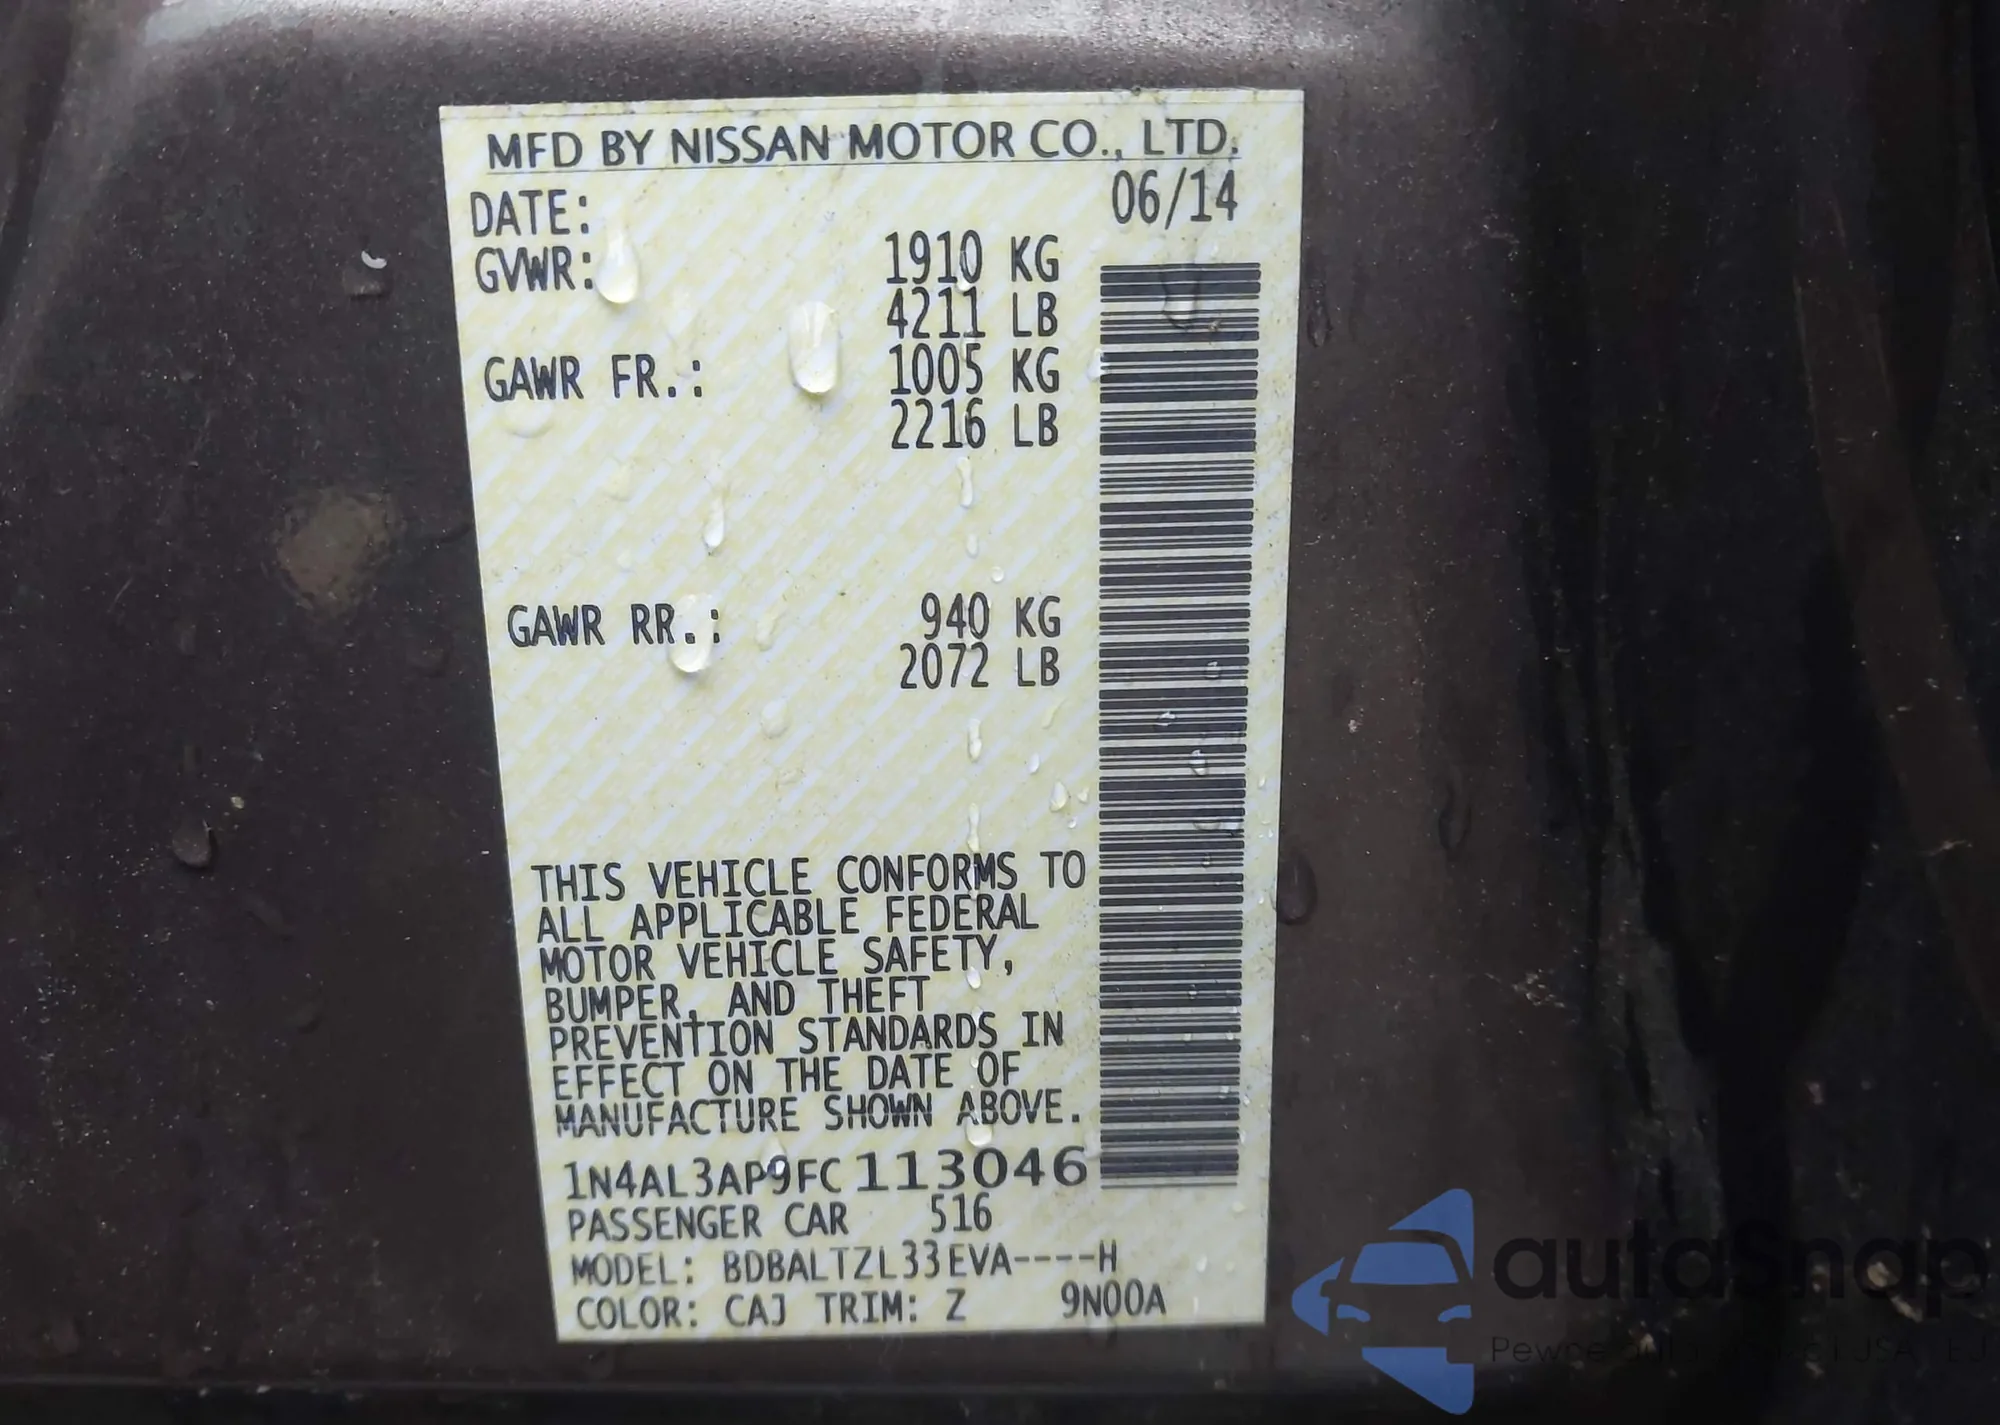 MFD BY NISSAN MOTOR CO., LTD.
DATE: 06/14
GVWR: 1910 KG
4211 LB
GAWR FR.: 1005 KG
2216 LB
GAWR RR.: 940 KG
2072 LB
THIS VEHICLE CONFORMS TO
ALL APPLICABLE FEDERAL
MOTOR VEHICLE SAFETY,
BUMPER, AND THEFT
PREVENTION STANDARDS IN
EFFECT ON THE DATE OF
MANUFACTURE SHOWN ABOVE.
1N4AL3AP9FC113046
PASSENGER CAR 516
MODEL: BDBALTZL33EVA----H
COLOR: CAJ TRIM: Z 9N00A
autosnap
Pewne auta USA